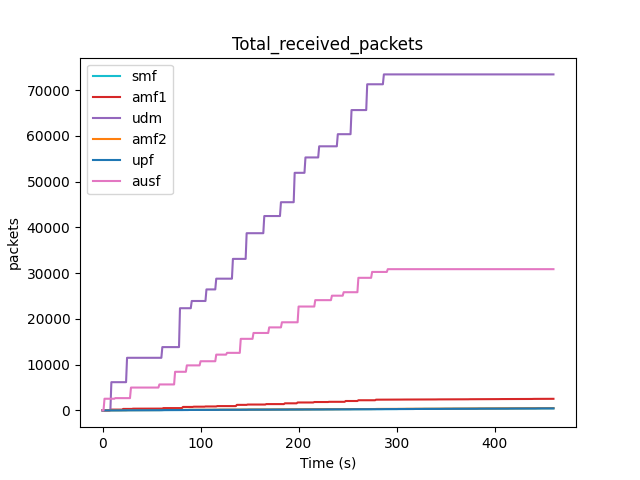 Total_received_packets
smf
amf1
udm
amf2
upf
ausf
packets
70000
60000
50000
40000
30000
20000
10000
0
0 100 200 300 400
Time (s)